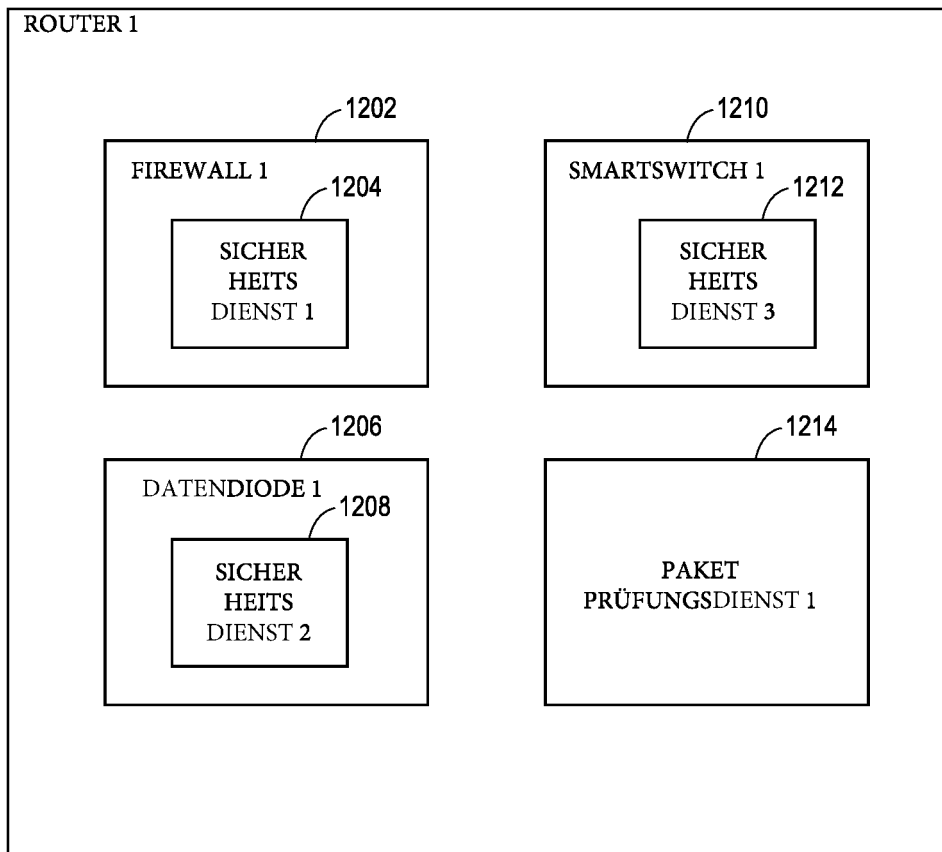 ROUTER 1
1202
FIREWALL 1
1204
SICHER
HEITS
DIENST 1
1210
SMARTSWITCH 1
1212
SICHER
HEITS
DIENST 3
1206
DATENDIODE 1
1208
SICHER
HEITS
DIENST 2
1214
PAKET
PRÜFUNGSDIENST 1